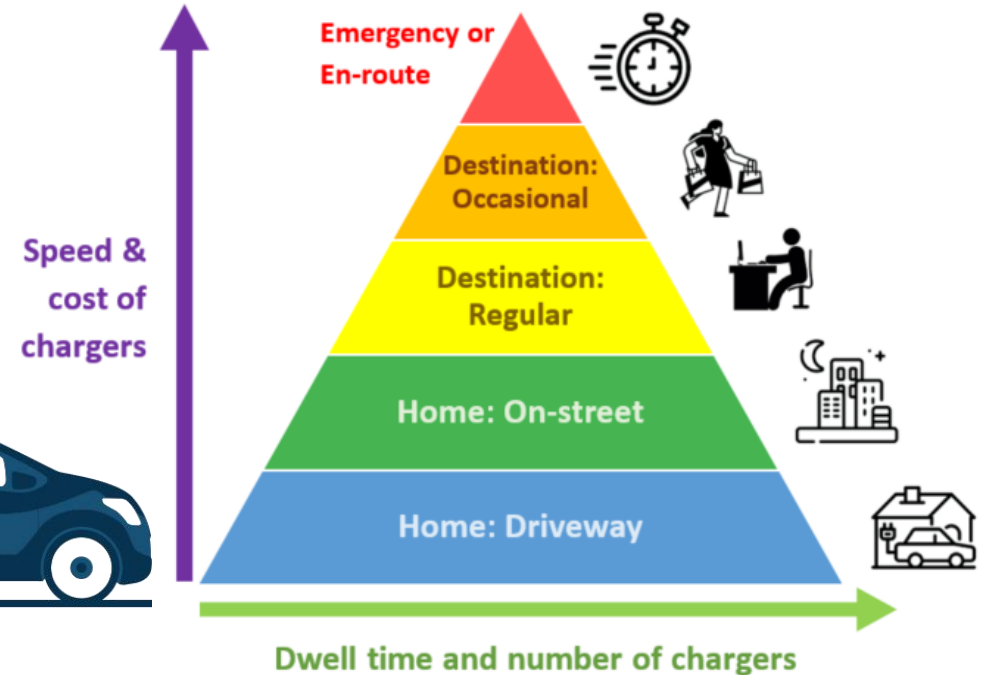 Emergency or
En-route
Destination:
Occasional
Speed &
cost of
chargers
Destination:
Regular
Home: On-street
Home: Driveway
Dwell time and number of chargers